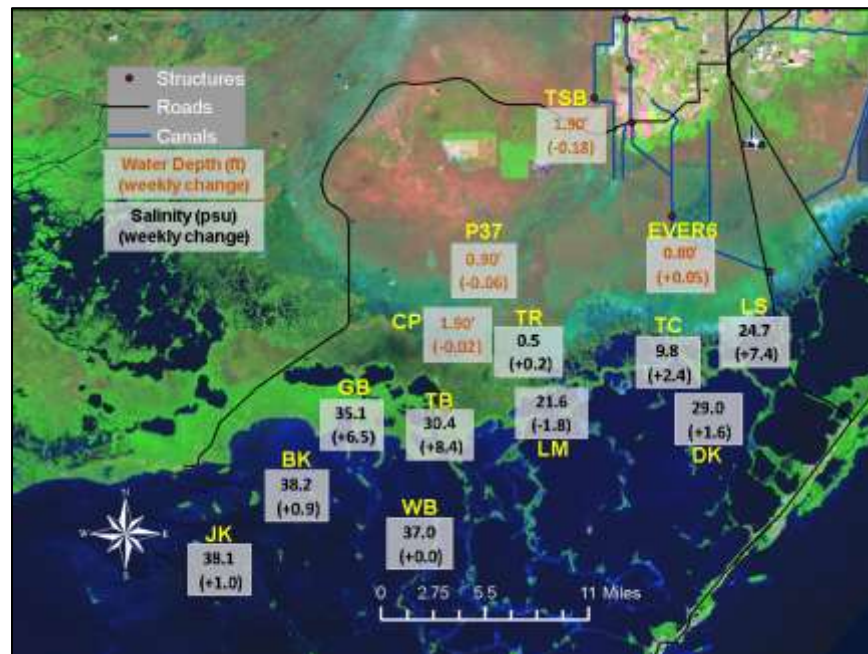 Structures
Roads
Canals
Water Depth (ft)
(weekly change)
Salinity (psu)
(weekly change)
TSB
1.90'
(-0.18)
P37
0.90'
(-0.06)
EVER6
(+0.05)
CP
1.90'
(-0.02)
TR
0.5
(+0.2)
TC
9.8
(+2.4)
LS
24.7
(+7.4)
GB
35.1
(+6.5)
TB
30.4
(+8.4)
21.6
(-1.8)
LM
29.0
(+1.6)
DK
BK
38.2
(+0.9)
WB
37.0
(+0.0)
JK
38.1
(+1.0)
N
W
E
S
0 2.75 5.5 11 Miles